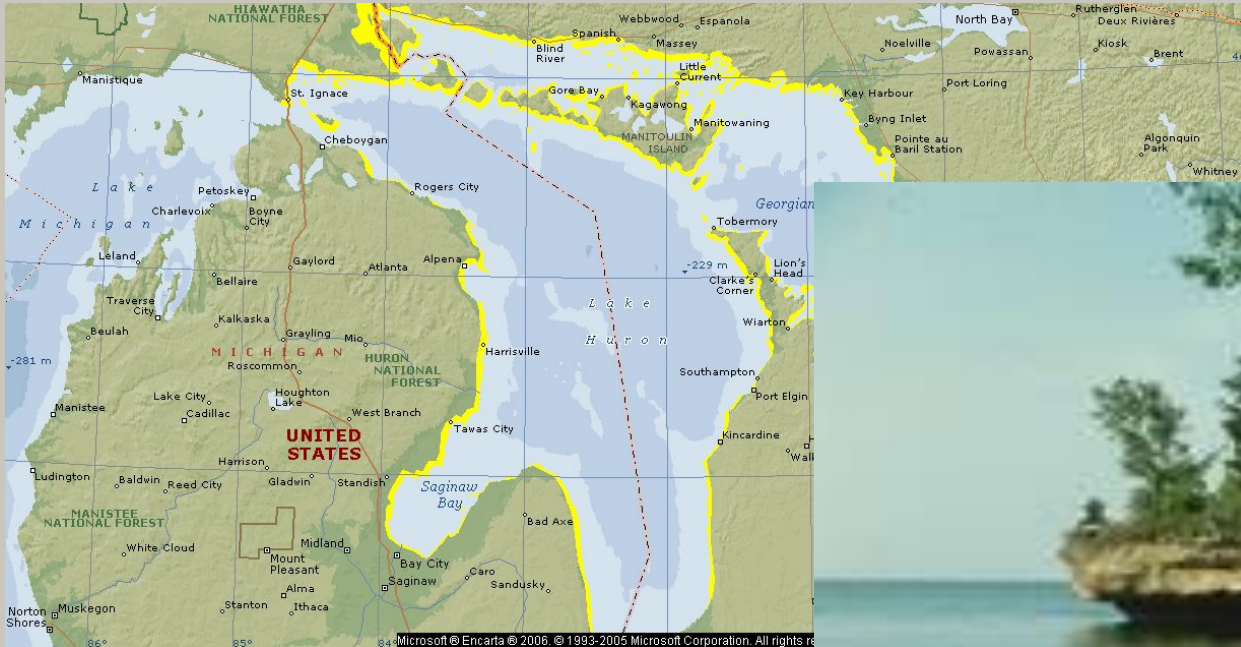 HIAWATHA
NATIONAL FOREST
Webbwood
Espanola
Spanish
Massey
Blind
River
North Bay
Rutherglen
Deux Rivières
Noelville
Powassan
Kiosk
Brent
Manistique
St. Ignace
Little
Current
Gore Bay
Kagawong
Key Harbour
Port Loring
Manitowaning
Byng Inlet
MANITOULIN
ISLAND
Pointe au
Baril Station
Algonquin
Park
Whitney
Cheboygan
Lake
Michigan
Petoskey
Charlevoix
Boyne
City
Rogers City
Georgian
Tobermory
Leland
Gaylord
Atlanta
Alpena
-229 m
Lion's
Head
Clarke's
Corner
Bellaire
Traverse
City
Lake
Huron
Kalkaska
Wiarton
Beulah
Grayling
Mio
MICHIGAN
Harrisville
-281 m
Roscommon
HURON
NATIONAL
FOREST
Southampton
Port Elgin
Lake City
Houghton
Lake
Manistee
Cadillac
West Branch
Tawas City
Kincardine
UNITED
STATES
Harrison
Ludington
Baldwin
Reed City
Gladwin
Standish
Saginaw
Bay
MANISTEE
NATIONAL FOREST
Bad Axe
White Cloud
Midland
Mount
Pleasant
Bay City
Alma
Saginaw
Caro
Sandusky
Norton
Shores
Muskegon
Stanton
Ithaca
86°
85°
84°
Microsoft ® Encarta ® 2006. © 1993-2005 Microsoft Corporation. All rights re